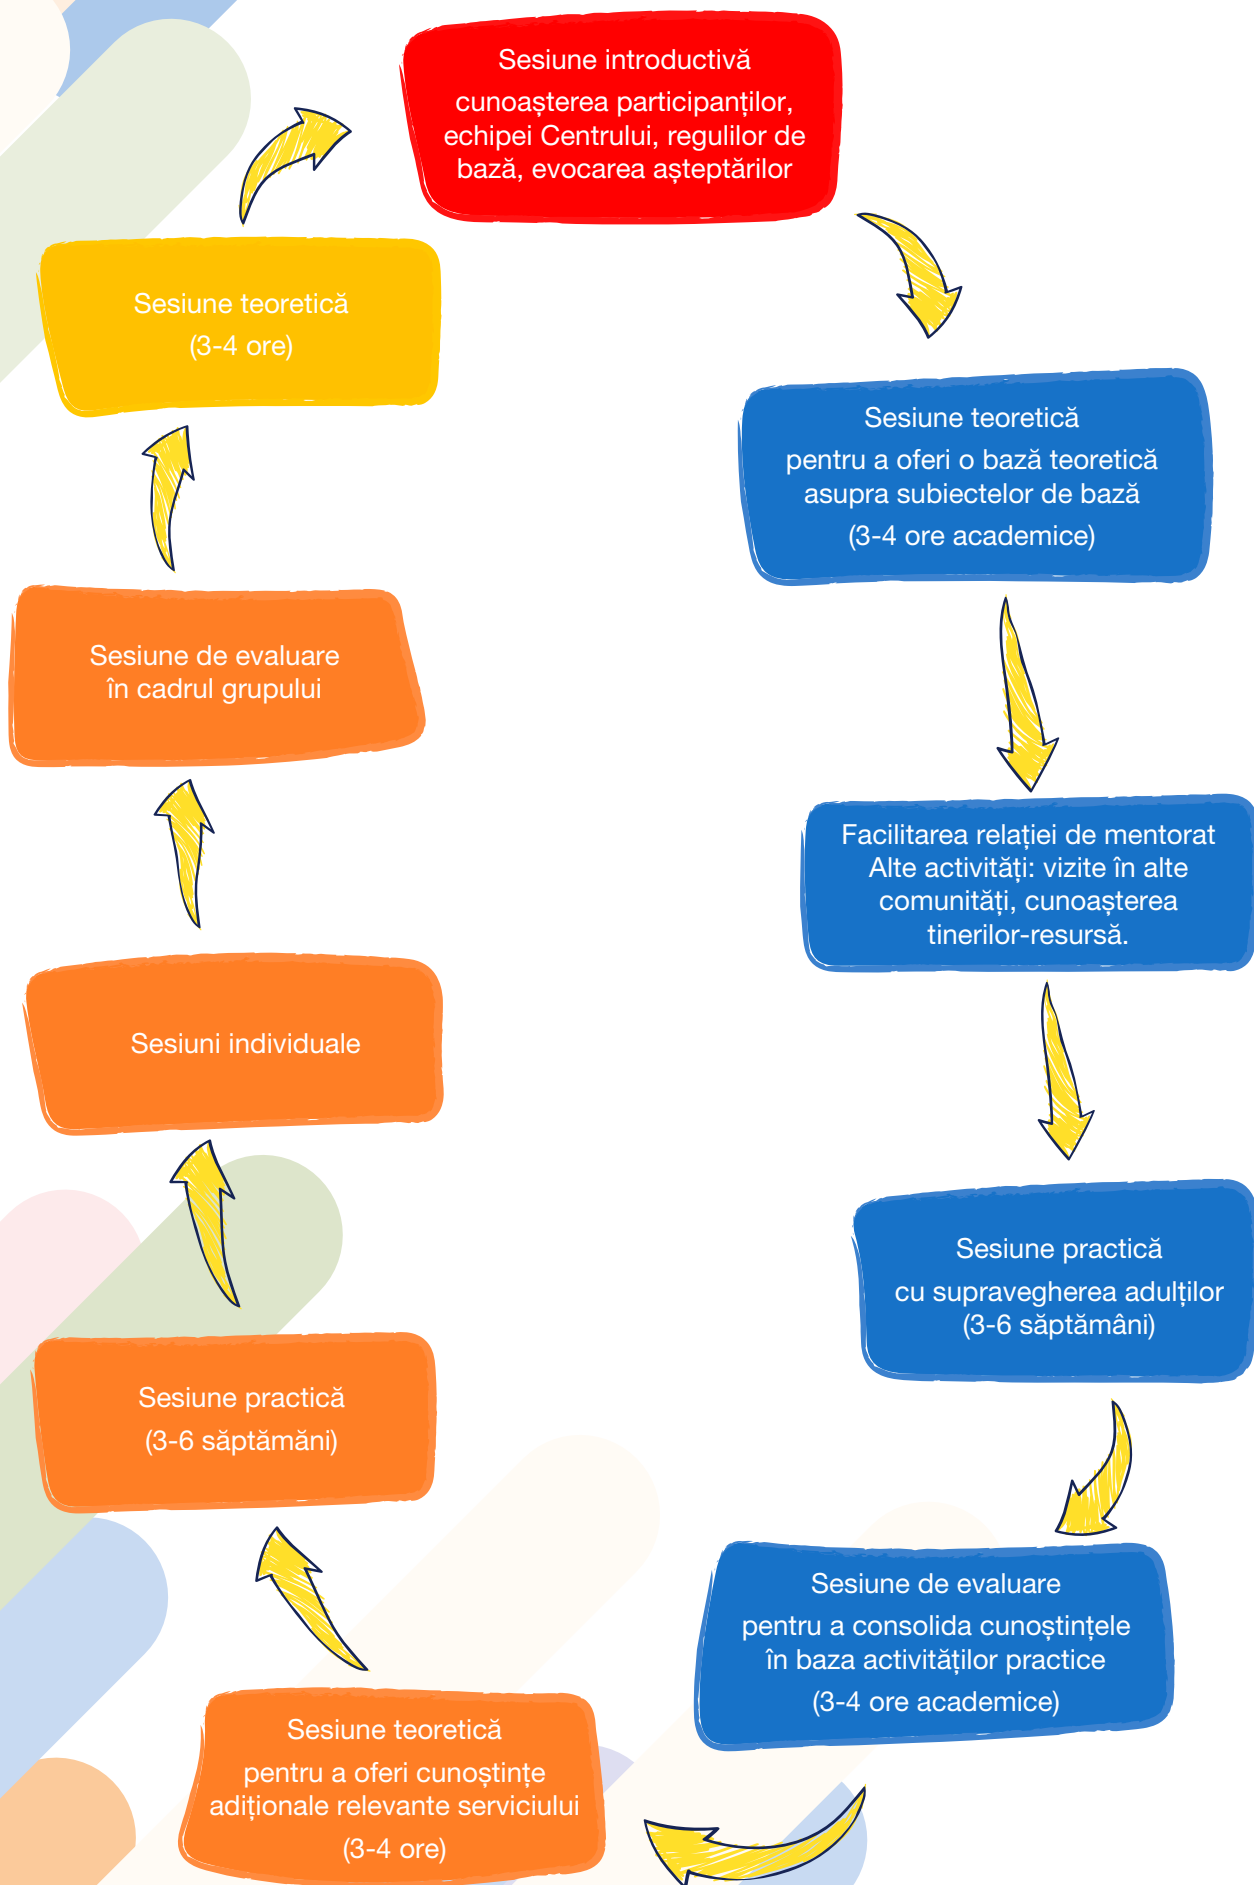 Sesiune introductivă
cunoașterea participanților,
echipei Centrului, regulilor de
bază, evocarea așteptărilor
Sesiune teoretică
pentru a oferi o bază teoretică
asupra subiectelor de bază
(3-4 ore academice)
Facilitarea relației de mentorat
Alte activități: vizite în alte
comunități, cunoașterea
tinerilor-resursă.
Sesiune practică
cu supravegherea adulților
(3-6 săptămâni)
Sesiune de evaluare
pentru a consolida cunoștințele
în baza activităților practice
(3-4 ore academice)
Sesiune teoretică
pentru a oferi cunoștințe
adiționale relevante serviciului
(3-4 ore)
Sesiune practică
(3-6 săptămăni)
Sesiuni individuale
Sesiune de evaluare
în cadrul grupului
Sesiune teoretică
(3-4 ore)